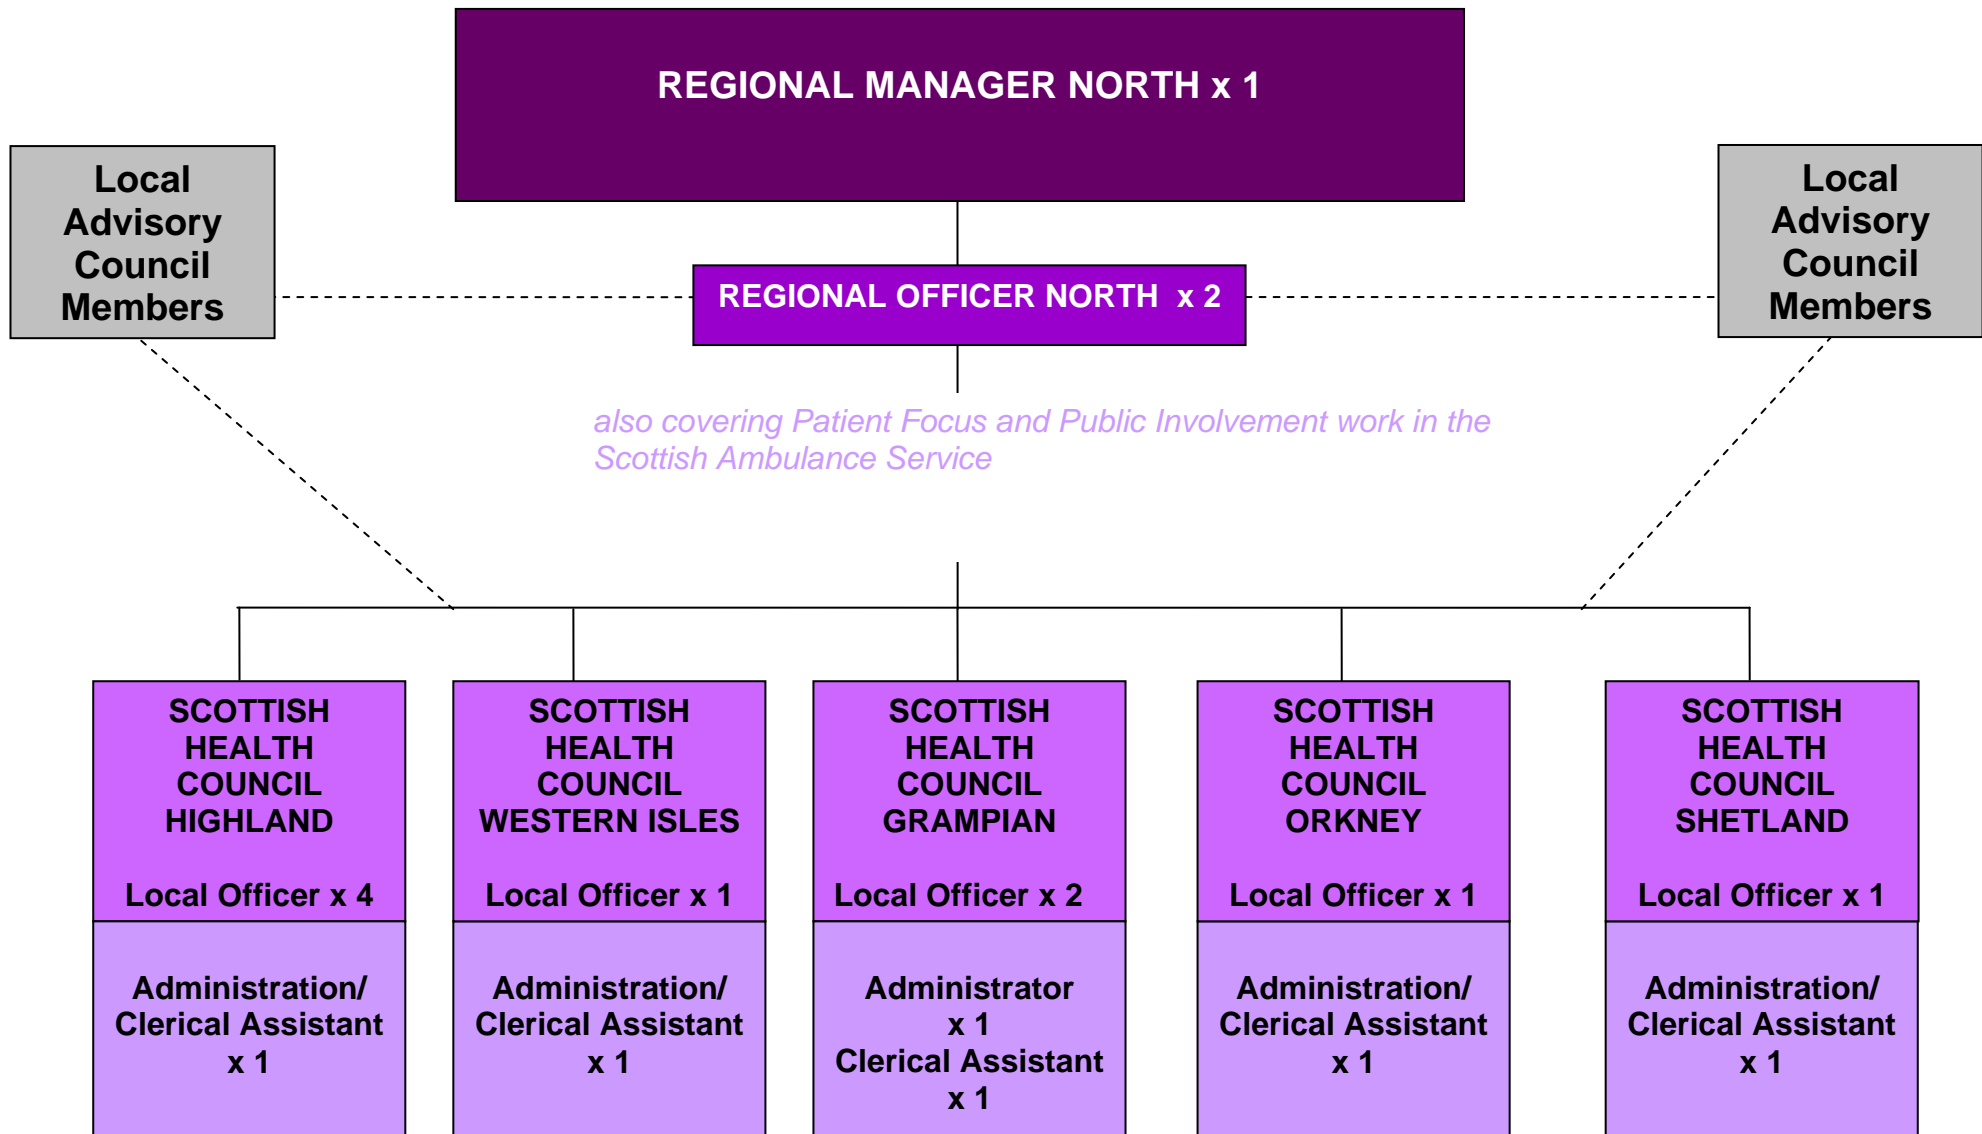 REGIONAL MANAGER NORTH x 1
Local
Advisory
Council
Members
Local
Advisory
Council
Members
REGIONAL OFFICER NORTH  x 2
also covering Patient Focus and Public Involvement work in the
Scottish Ambulance Service
SCOTTISH
HEALTH
COUNCIL
HIGHLAND
Local Officer x 4
Administration/
Clerical Assistant
x 1
SCOTTISH
HEALTH
COUNCIL
WESTERN ISLES
Local Officer x 1
Administration/
Clerical Assistant
x 1
SCOTTISH
HEALTH
COUNCIL
GRAMPIAN
Local Officer x 2
Administrator
x 1
Clerical Assistant
x 1
SCOTTISH
HEALTH
COUNCIL
ORKNEY
Local Officer x 1
Administration/
Clerical Assistant
x 1
SCOTTISH
HEALTH
COUNCIL
SHETLAND
Local Officer x 1
Administration/
Clerical Assistant
x 1